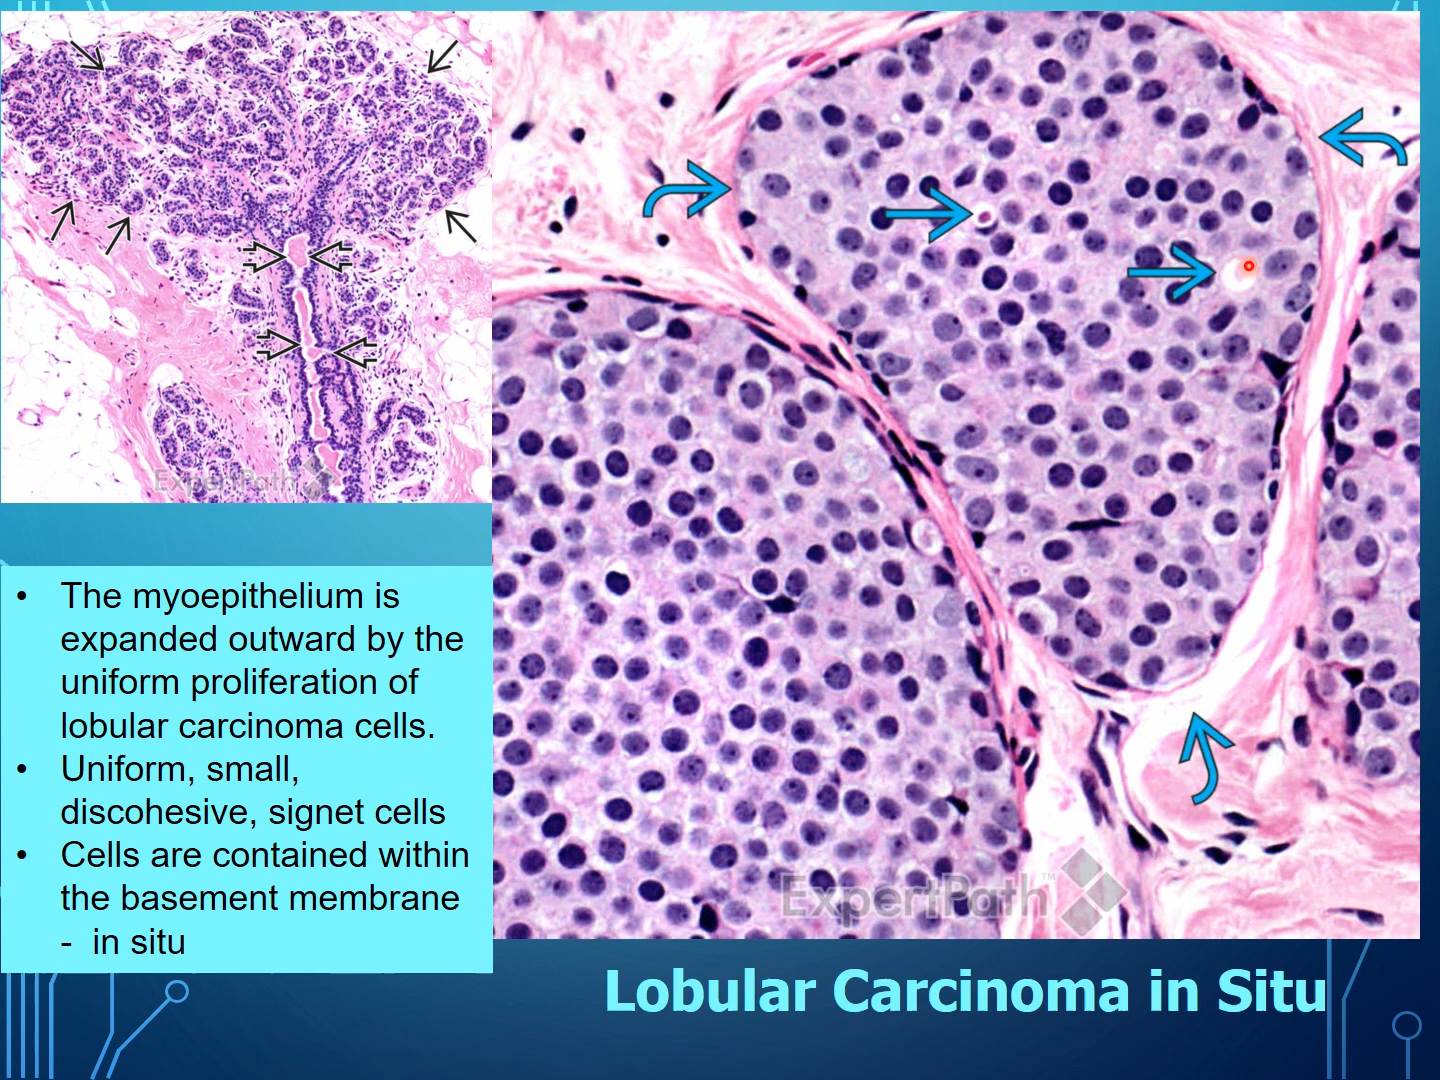 ExpertPath
• The myoepithelium is
expanded outward by the
uniform proliferation of
lobular carcinoma cells.
• Uniform, small,
discohesive, signet cells
• Cells are contained within
the basement membrane
- in situ
ExpertPath™
Lobular Carcinoma in Situ